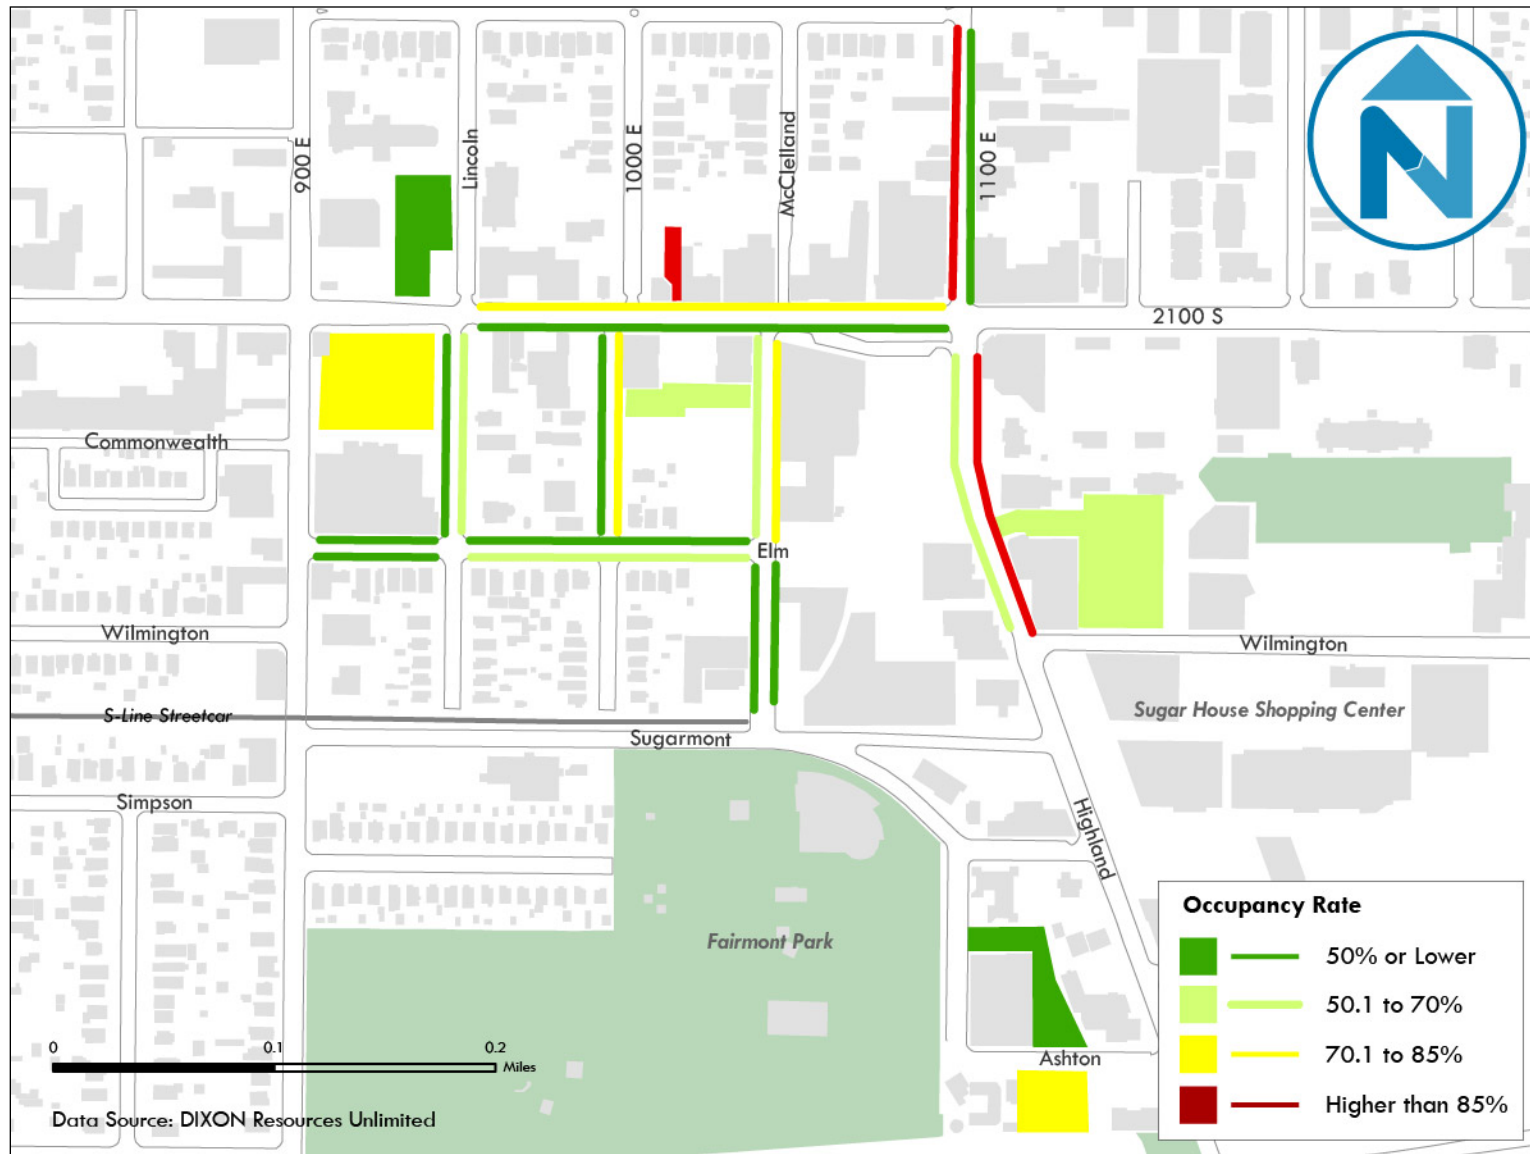 900 E
Lincoln
1000 E
McClelland
1100 E
N
2100 S
Commonwealth
Elm
Wilmington
Wilmington
S-Line Streetcar
Sugarmont
Sugar House Shopping Center
Simpson
Highland
Fairmont Park
Ashton
Occupancy Rate
50% or Lower
50.1 to 70%
70.1 to 85%
Higher than 85%
0 0.1 0.2
Miles
Data Source: DIXON Resources Unlimited